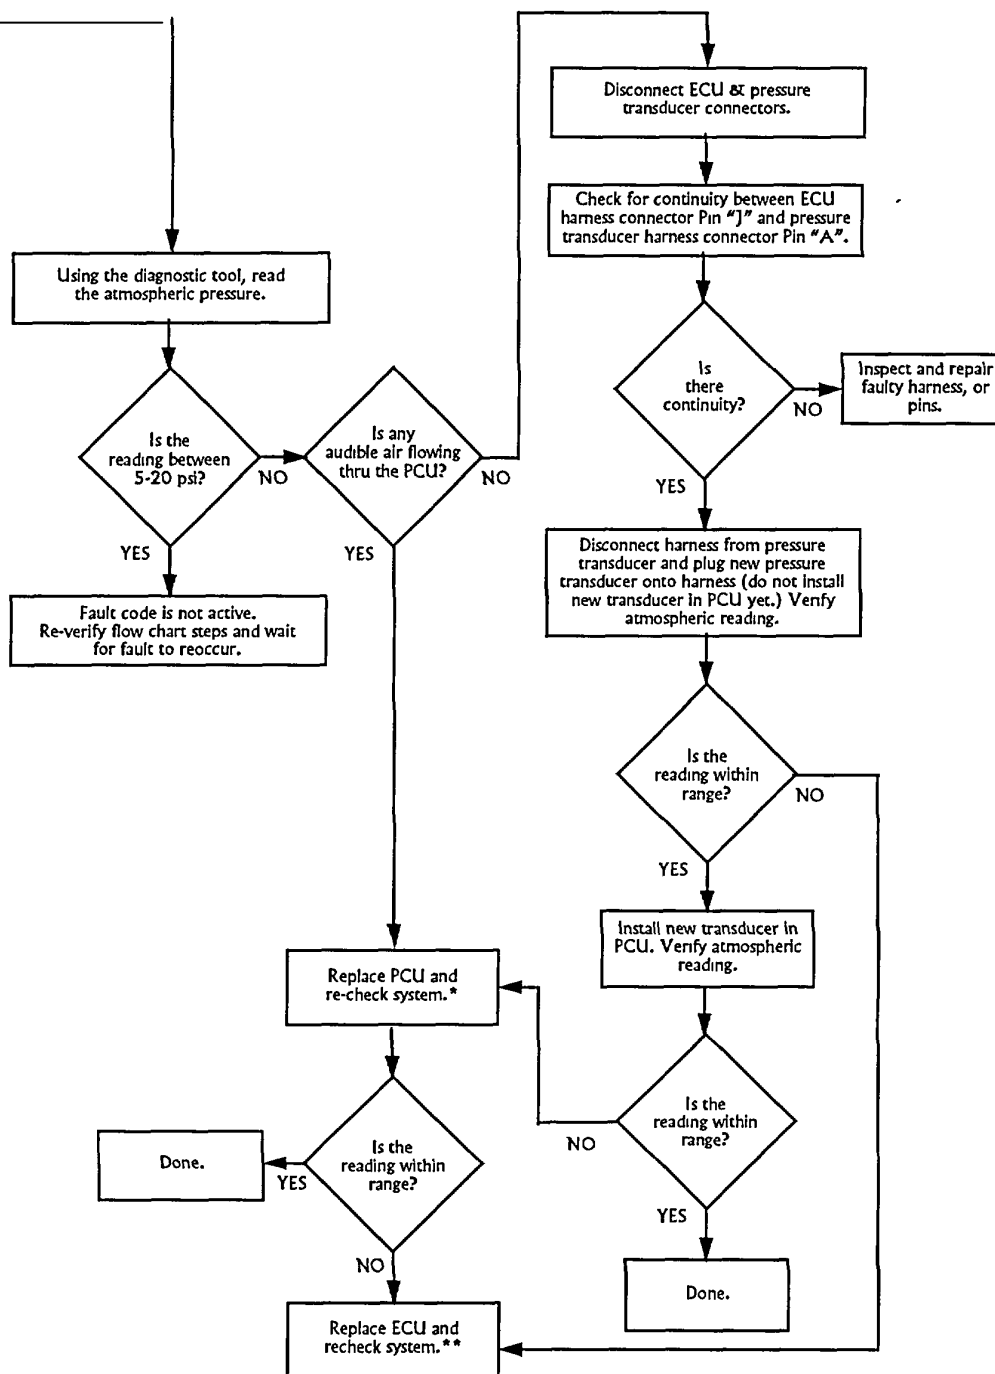 Disconnect ECU & pressure
transducer connectors.
Check for continuity between ECU
harness connector Pin "J" and pressure
transducer harness connector Pin "A".
Using the diagnostic tool, read
the atmospheric pressure.
Is
there
continuity?
NO
Inspect and repair
faulty harness, or
pins.
YES
Is the
reading between
5-20 psi?
NO
Is any
audible air flowing
thru the PCU?
NO
YES
YES
Disconnect harness from pressure
transducer and plug new pressure
transducer onto harness (do not install
new transducer in PCU yet.) Verify
atmospheric reading.
Fault code is not active.
Re-verify flow chart steps and wait
for fault to reoccur.
Is the
reading within
range?
NO
YES
Install new transducer in
PCU. Verify atmospheric
reading.
Replace PCU and
re-check system.*
Is the
reading within
range?
NO
YES
Done.
Is the
reading within
range?
YES
NO
Done.
Replace ECU and
recheck system.**